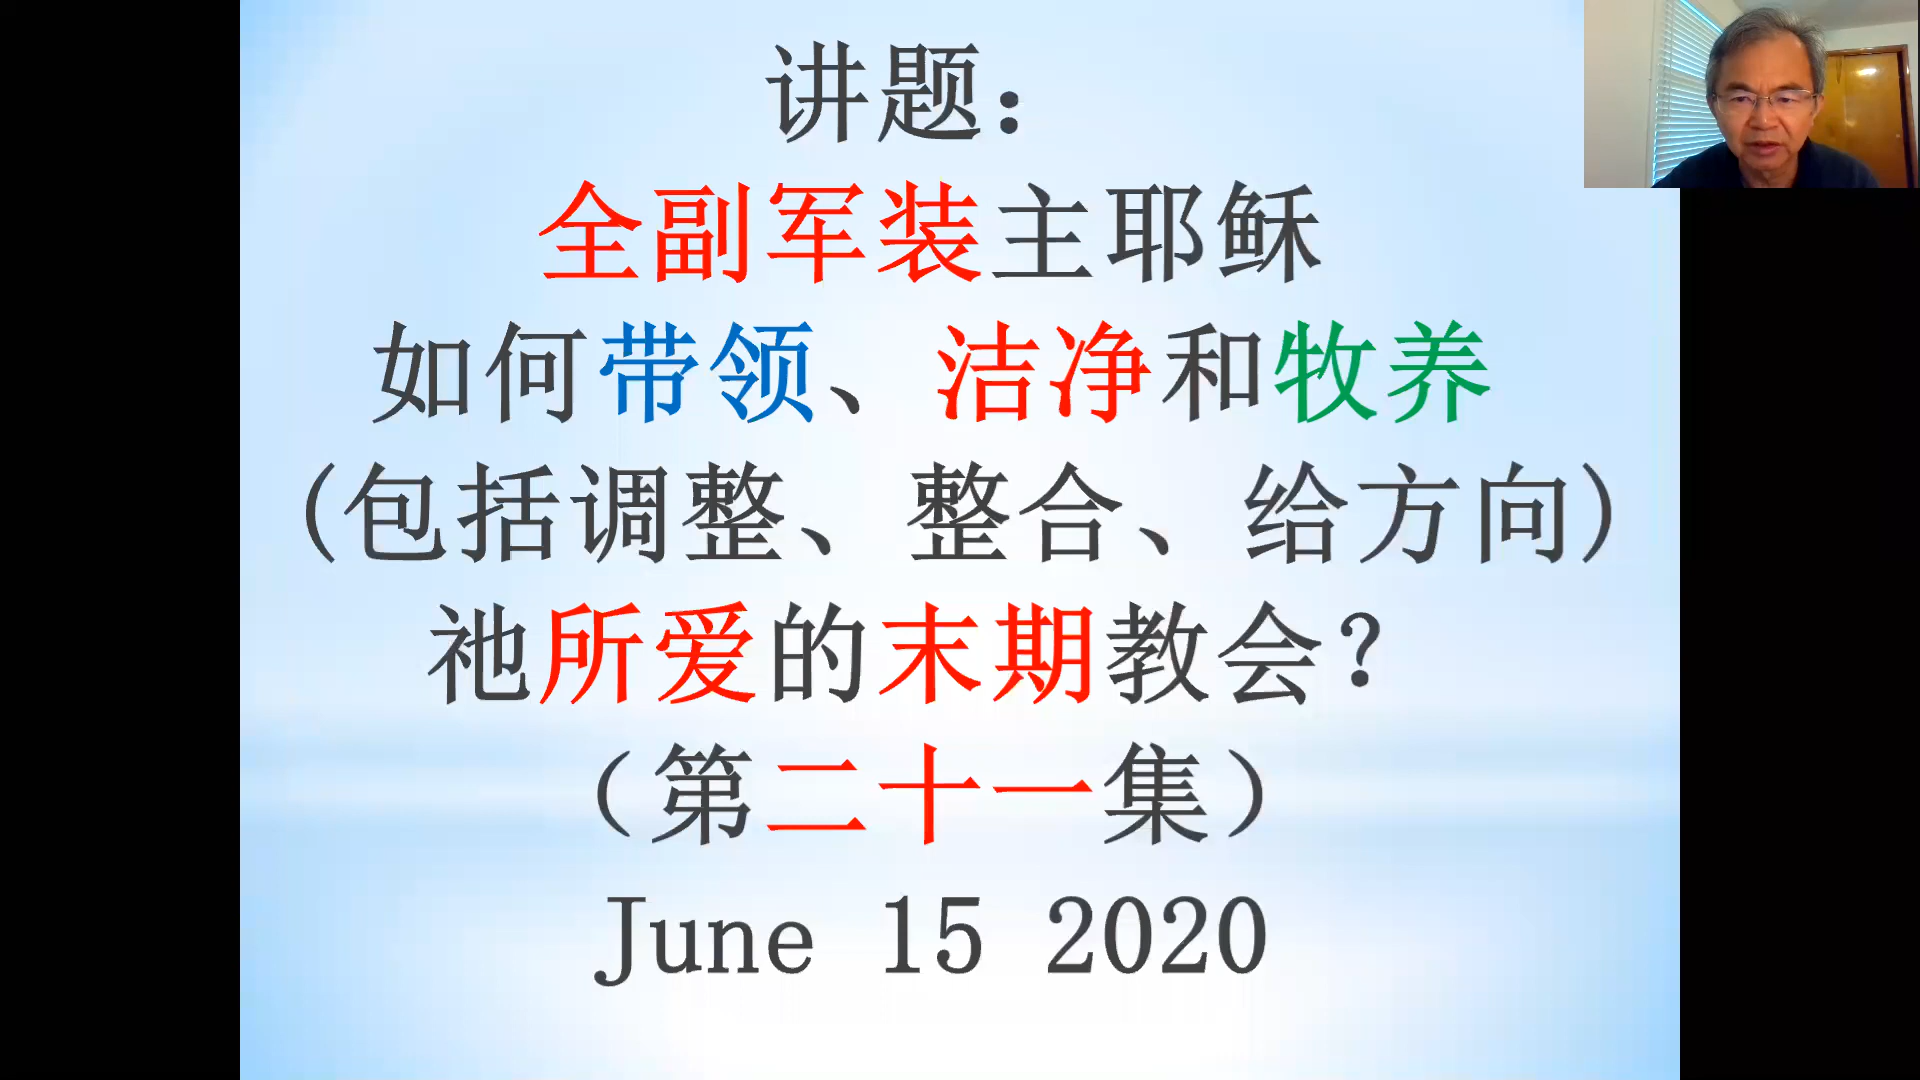 讲题：
全副军装主耶稣
如何带领、洁净和牧养
(包括调整、整合、给方向)
祂所爱的末期教会？
（第二十一集）
June 15 2020